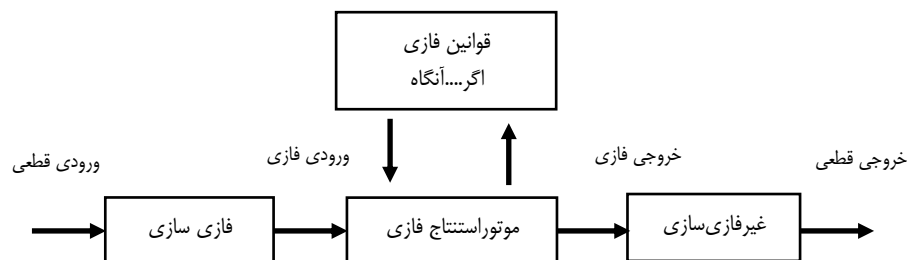 قوانین فازی
اگر....آنگاه
ورودی قطعی
ورودی فازی
خروجی فازی
خروجی قطعی
فازی سازی
موتوراستنتاج فازی
غیرفازی‌سازی